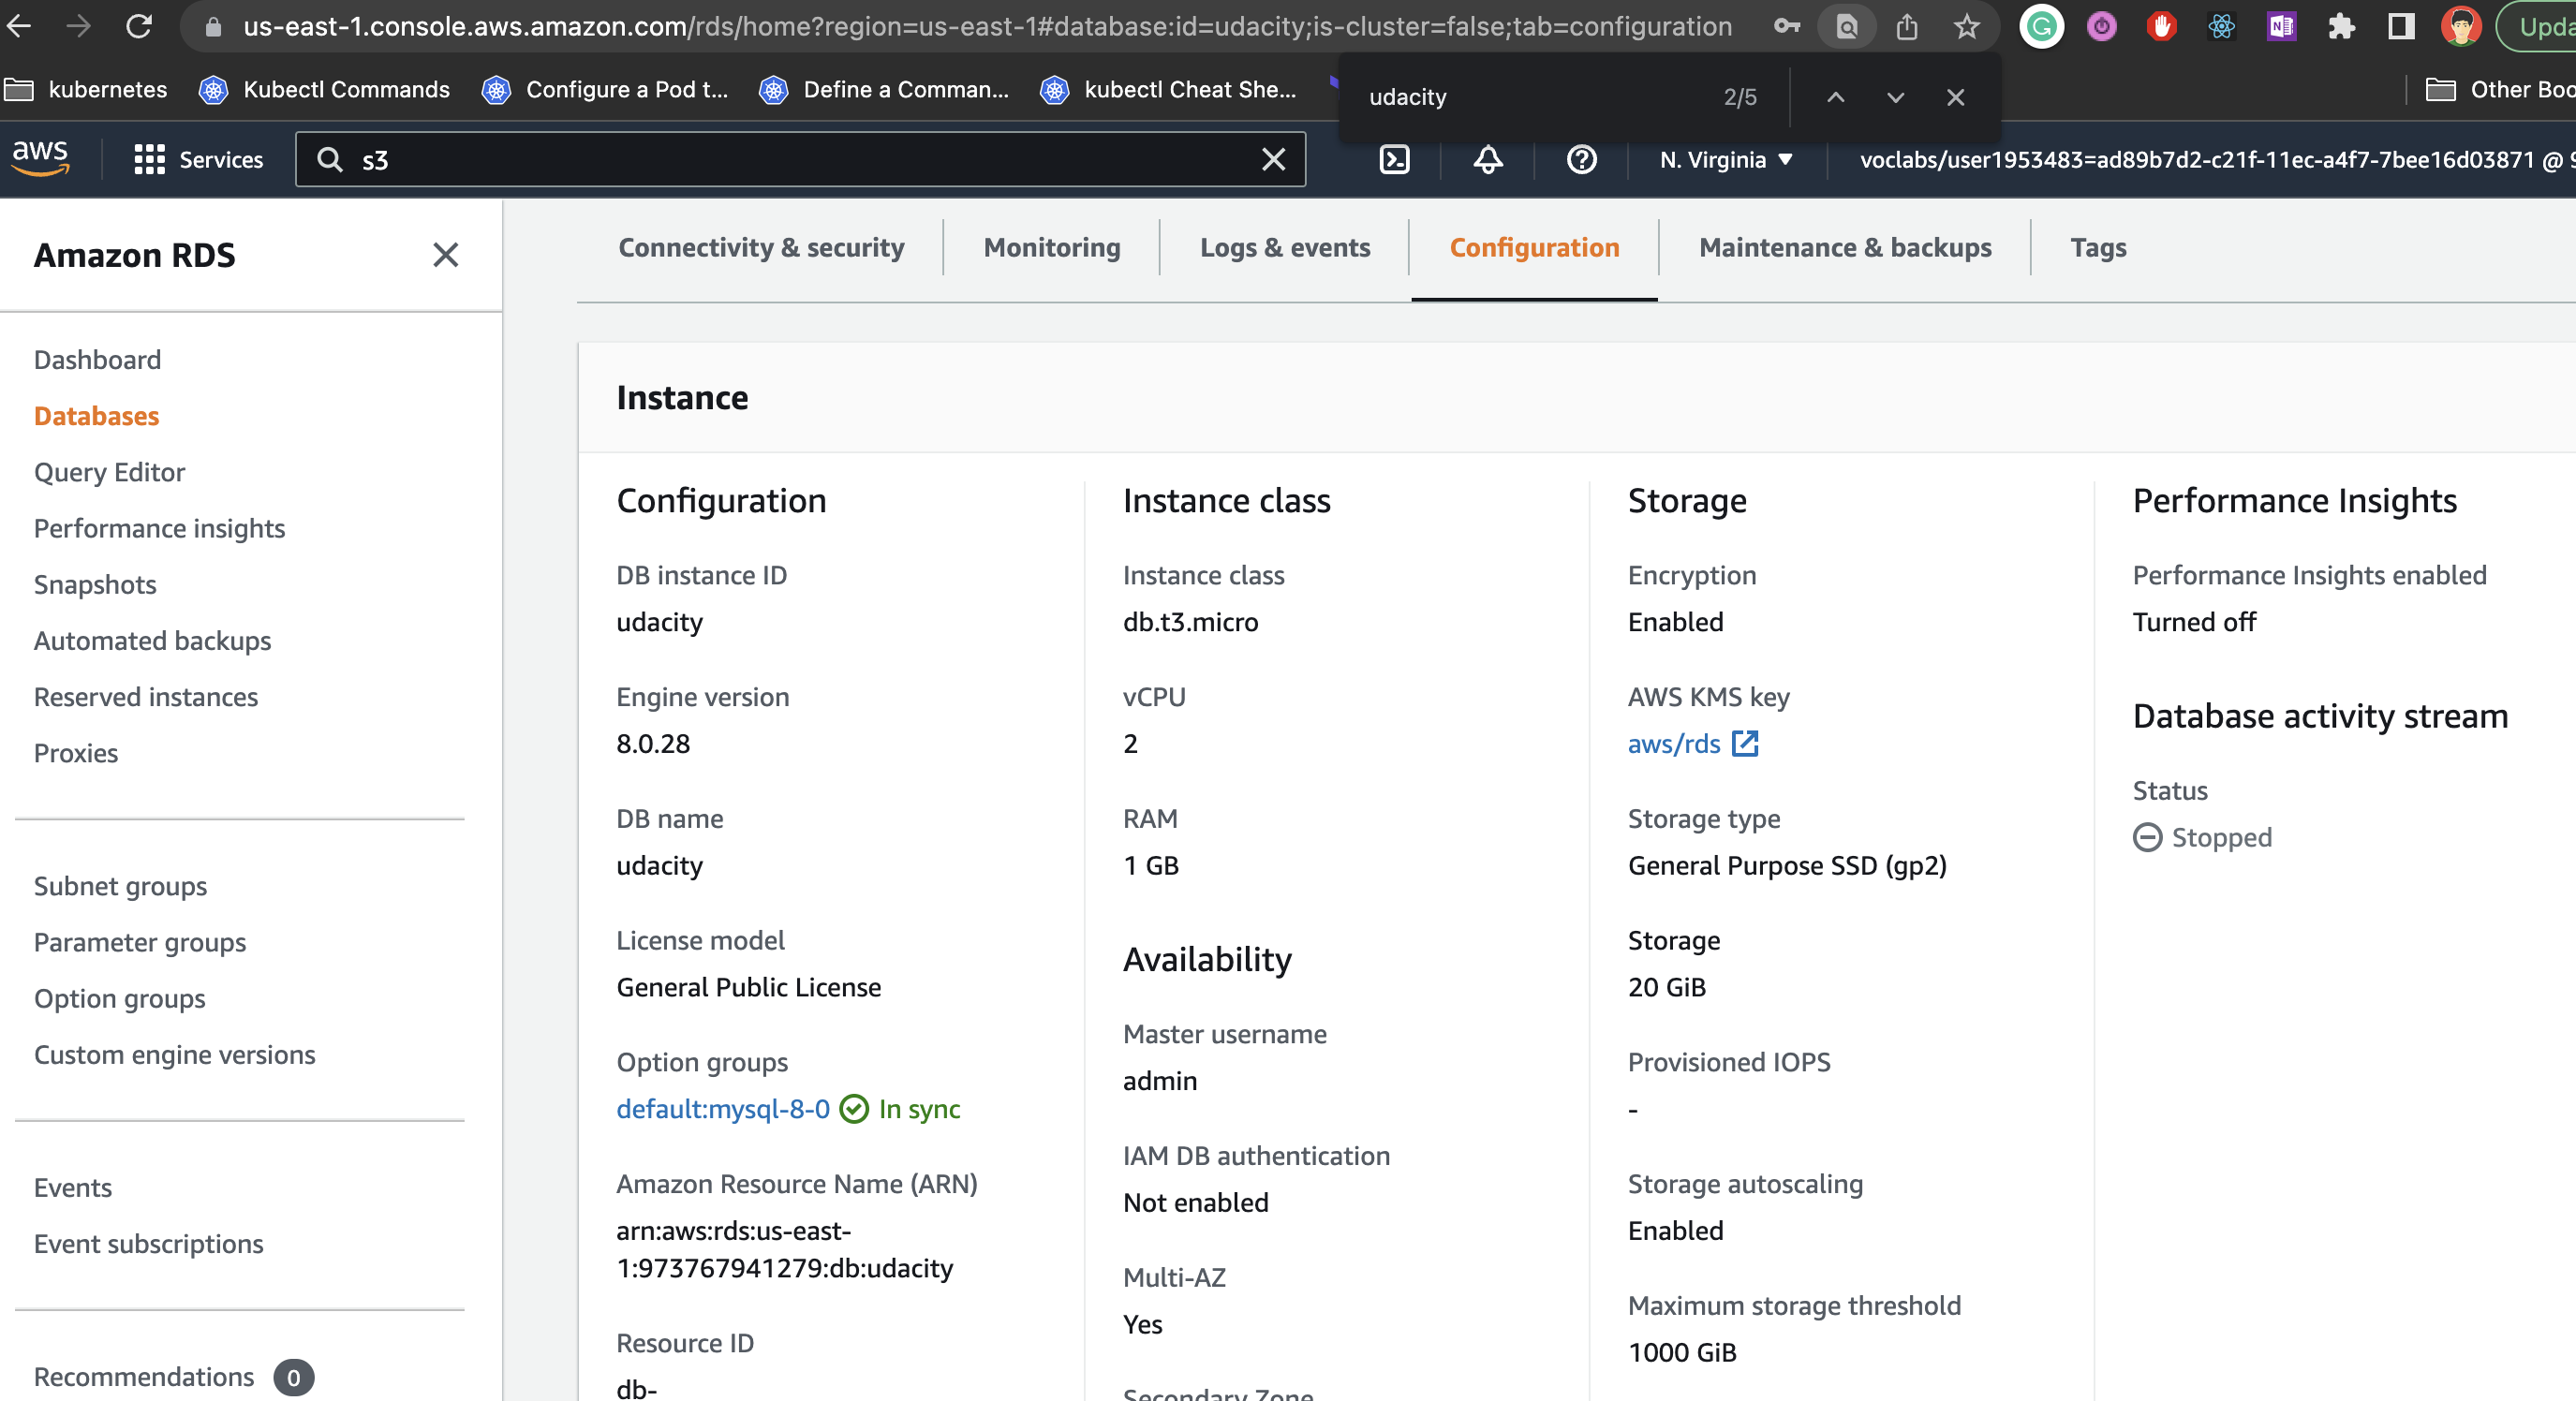 us-east-1.console.aws.amazon.com/rds/home?region=us-east-1#database:id=udacity;is-cluster=false;tab=configuration
kubernetes
Kubectl Commands
Configure a Pod t...
Define a Comman...
kubectl Cheat She...
udacity
2/5
aws
Services
s3
N. Virginia
voclabs/user1953483=ad89b7d2-c21f-11ec-a4f7-7bee16d03871 @
Amazon RDS
Dashboard
Databases
Query Editor
Performance insights
Snapshots
Automated backups
Reserved instances
Proxies
Subnet groups
Parameter groups
Option groups
Custom engine versions
Events
Event subscriptions
Recommendations 0
Connectivity & security
Monitoring
Logs & events
Configuration
Maintenance & backups
Tags
Instance
Configuration
DB instance ID
udacity
Engine version
8.0.28
DB name
udacity
License model
General Public License
Option groups
default:mysql-8-0 In sync
Amazon Resource Name (ARN)
arn:aws:rds:us-east-
1:973767941279:db:udacity
Resource ID
db-
Instance class
Instance class
db.t3.micro
vCPU
2
RAM
1 GB
Availability
Master username
admin
IAM DB authentication
Not enabled
Multi-AZ
Yes
Secondary Zone
Storage
Encryption
Enabled
AWS KMS key
aws/rds
Storage type
General Purpose SSD (gp2)
Storage
20 GiB
Provisioned IOPS
-
Storage autoscaling
Enabled
Maximum storage threshold
1000 GiB
Performance Insights
Performance Insights enabled
Turned off
Database activity stream
Status
Stopped